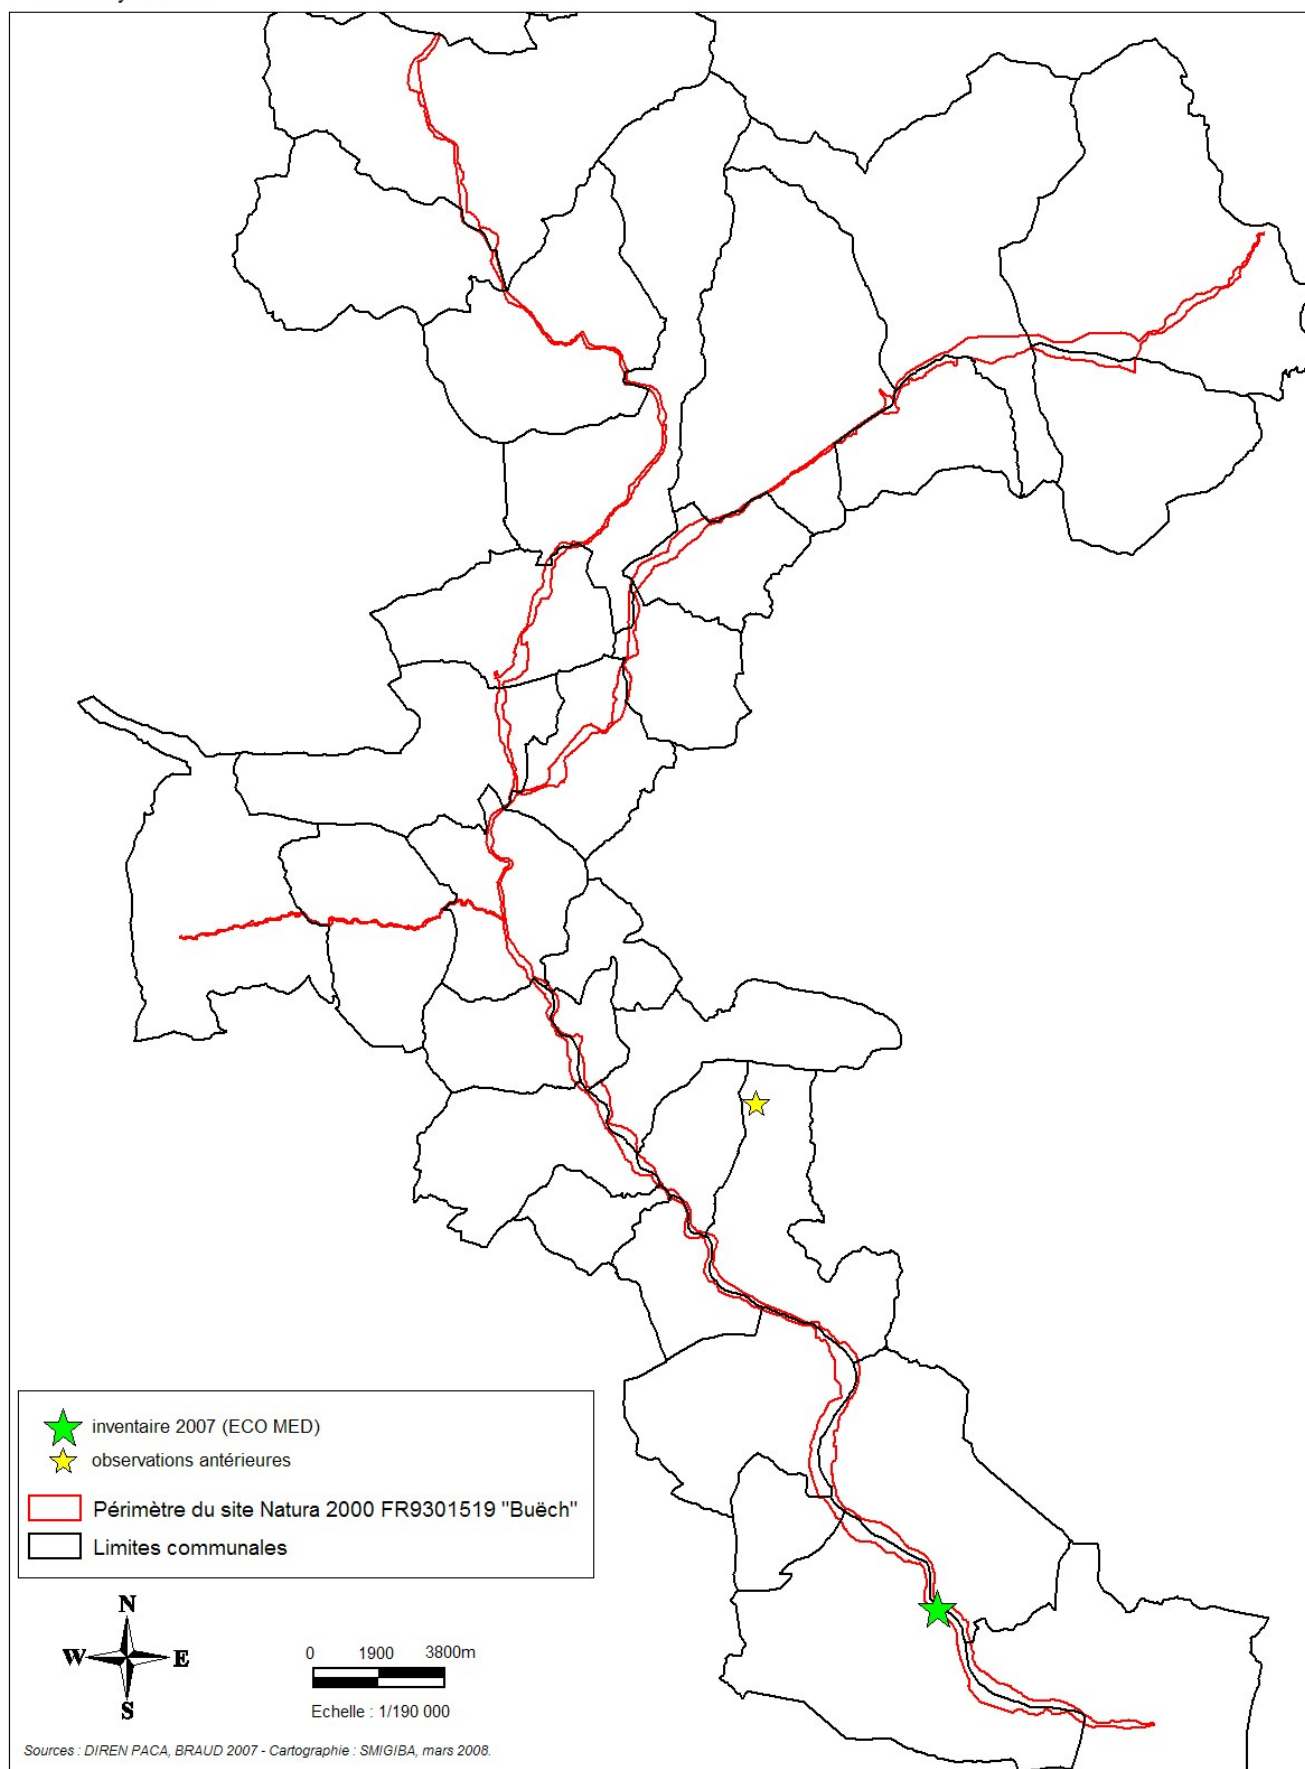 inventaire 2007 (ECO MED)
observations antérieures
Périmètre du site Natura 2000 FR9301519 "Buëch"
Limites communales
N
W E
S
0 1900 3800m
Echelle : 1/190 000
Sources : DIREN PACA, BRAUD 2007 - Cartographie : SMIGIBA, mars 2008.